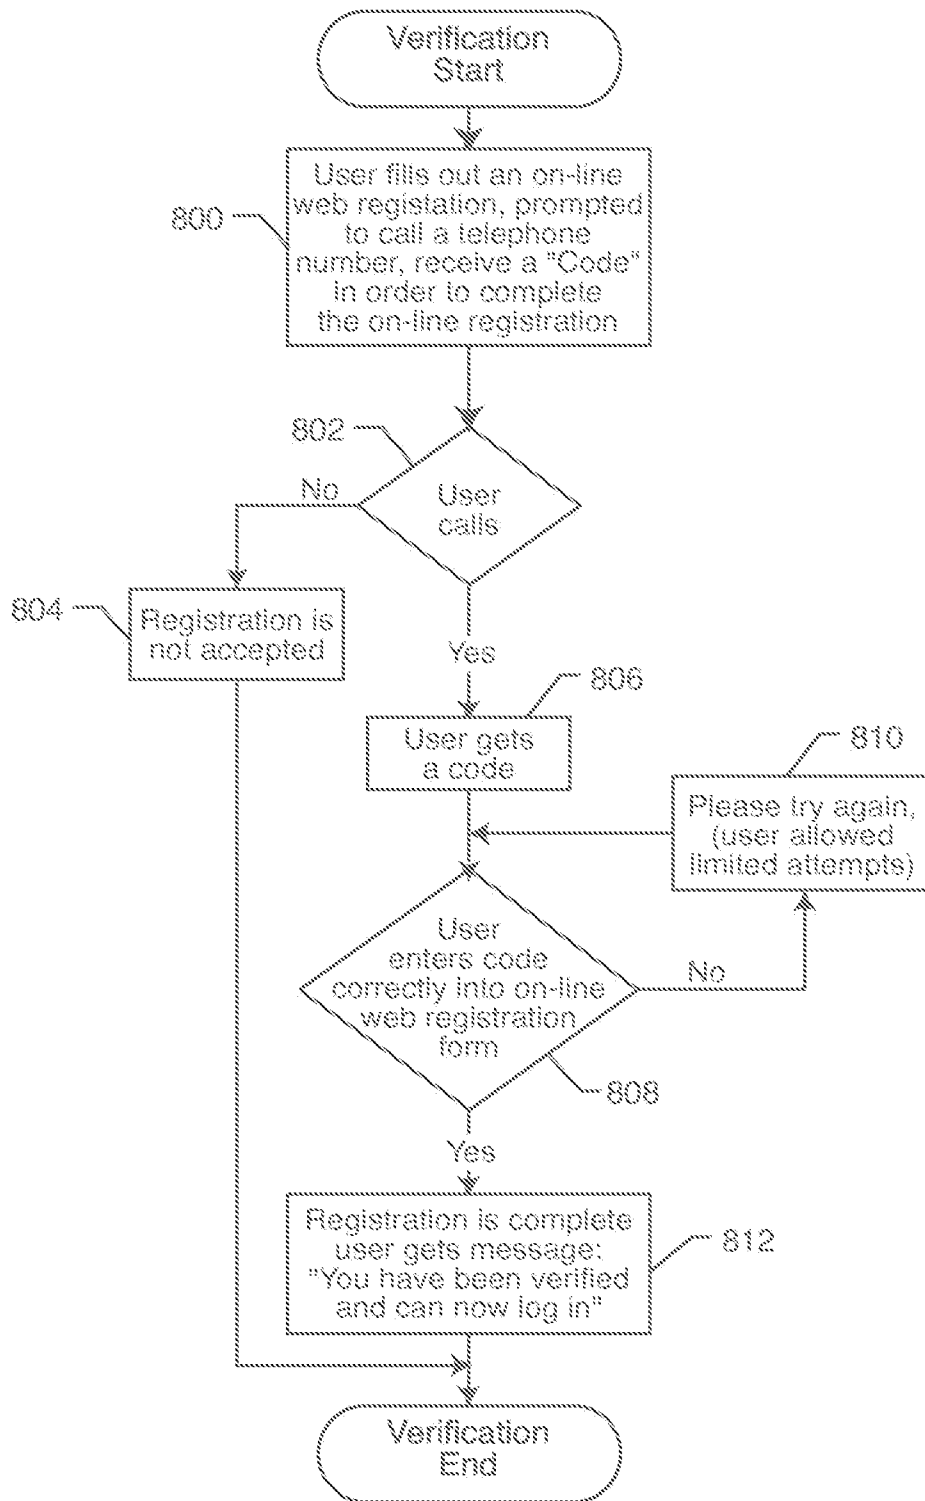 Verification
Start
800
User fills out an on-line
web registation, prompted
to call a telephone
number, receive a "Code"
in order to complete
the on-line registration
802
User
calls
No
804
Registration is
not accepted
Yes
806
User gets
a code
810
Please try again,
(user allowed
limited attempts)
User
enters code
correctly into on-line
web registration
form
No
808
Yes
Registration is complete
user gets message:
"You have been verified
and can now log in"
812
Verification
End